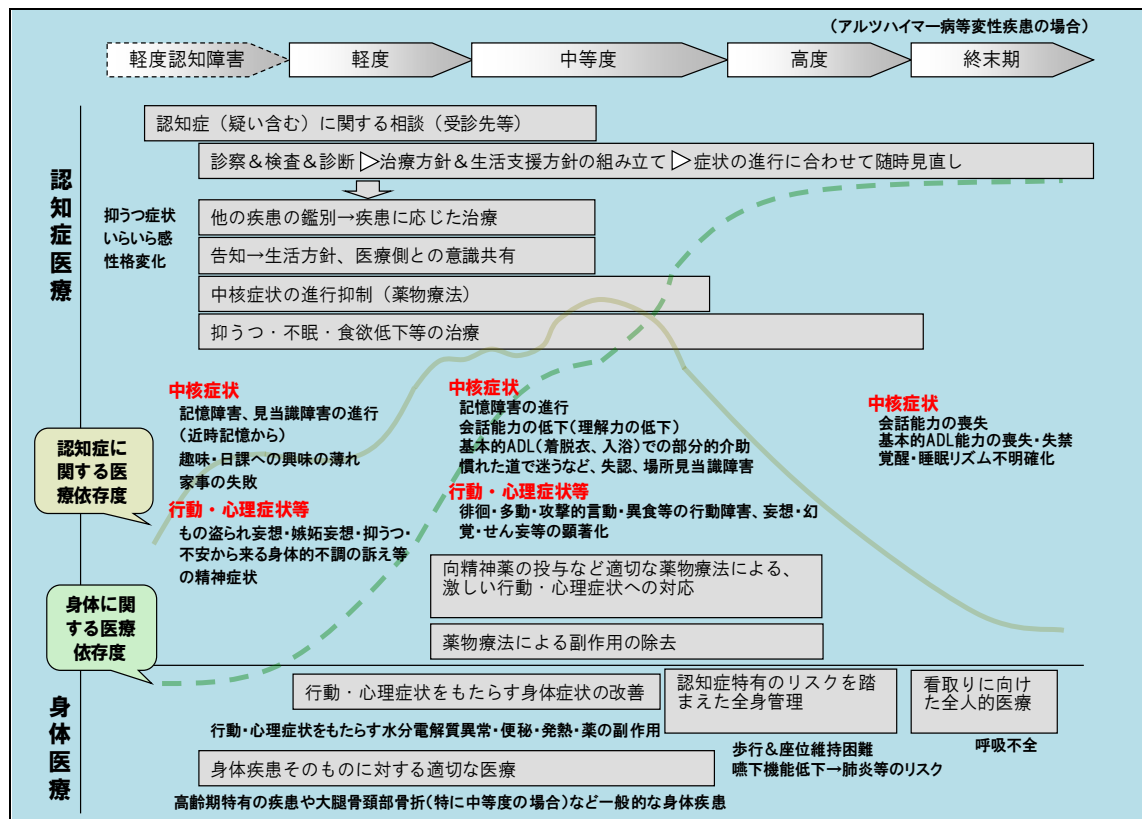 (アルツハイマー病等変性疾患の場合)
軽度認知障害
軽度
中等度
高度
終末期
認知症医療
認知症(疑い含む)に関する相談(受診先等)
診察&検査&診断▷治療方針&生活支援方針の組み立て▷症状の進行に合わせて随時見直し
抑うつ症状
いらいら感
性格変化
他の疾患の鑑別→疾患に応じた治療
告知→生活方針、医療側との意識共有
中核症状の進行抑制(薬物療法)
抑うつ・不眠・食欲低下等の治療
中核症状
記憶障害、見当識障害の進行
(近時記憶から)
趣味・日課への興味の薄れ
家事の失敗
行動・心理症状等
もの盗られ妄想・嫉妬妄想・抑うつ・
不安から来る身体的不調の訴え等
の精神症状
中核症状
記憶障害の進行
会話能力の低下(理解力の低下)
基本的ADL(着脱衣、入浴)での部分的介助
慣れた道で迷うなど、失認、場所見当識障害
行動・心理症状等
徘徊・多動・攻撃的言動・異食等の行動障害、妄想・幻
覚・せん妄等の顕著化
中核症状
会話能力の喪失
基本的ADL能力の喪失・失禁
覚醒・睡眠リズム不明確化
認知症に
関する医
療依存度
向精神薬の投与など適切な薬物療法による、
激しい行動・心理症状への対応
薬物療法による副作用の除去
身体に関
する医療
依存度
身体医療
行動・心理症状をもたらす身体症状の改善
行動・心理症状をもたらす水分電解質異常・便秘・発熱・薬の副作用
認知症特有のリスクを踏
まえた全身管理
歩行&座位維持困難
嚥下機能低下→肺炎等のリスク
看取りに向け
た全人的医療
呼吸不全
身体疾患そのものに対する適切な医療
高齢期特有の疾患や大腿骨頚部骨折(特に中等度の場合)など一般的な身体疾患